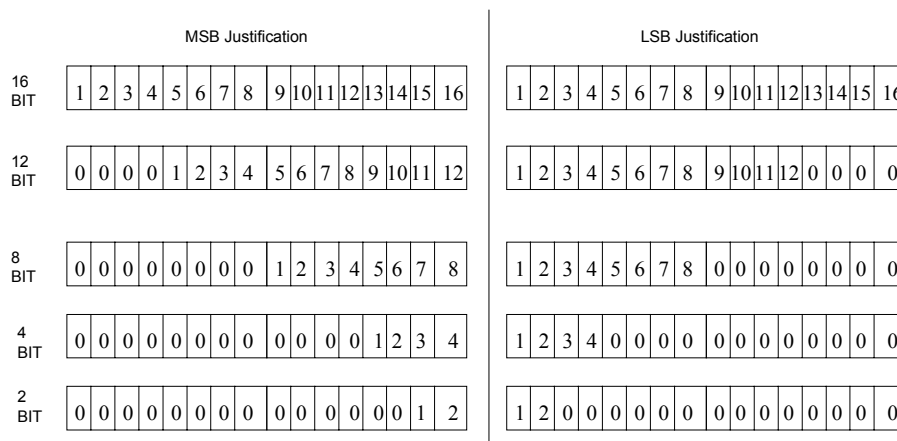 MSB Justification LSB Justification
16 BIT 1 2 3 4 5 6 7 8 9 10 11 12 13 14 15 16 1 2 3 4 5 6 7 8 9 10 11 12 13 14 15 16
12 BIT 0 0 0 0 1 2 3 4 5 6 7 8 9 10 11 12 1 2 3 4 5 6 7 8 9 10 11 12 0 0 0 0
8 BIT 0 0 0 0 0 0 0 0 1 2 3 4 5 6 7 8 1 2 3 4 5 6 7 8 0 0 0 0 0 0 0 0
4 BIT 0 0 0 0 0 0 0 0 0 0 0 0 1 2 3 4 1 2 3 4 0 0 0 0 0 0 0 0 0 0 0 0
2 BIT 0 0 0 0 0 0 0 0 0 0 0 0 0 0 1 2 1 2 0 0 0 0 0 0 0 0 0 0 0 0 0 0